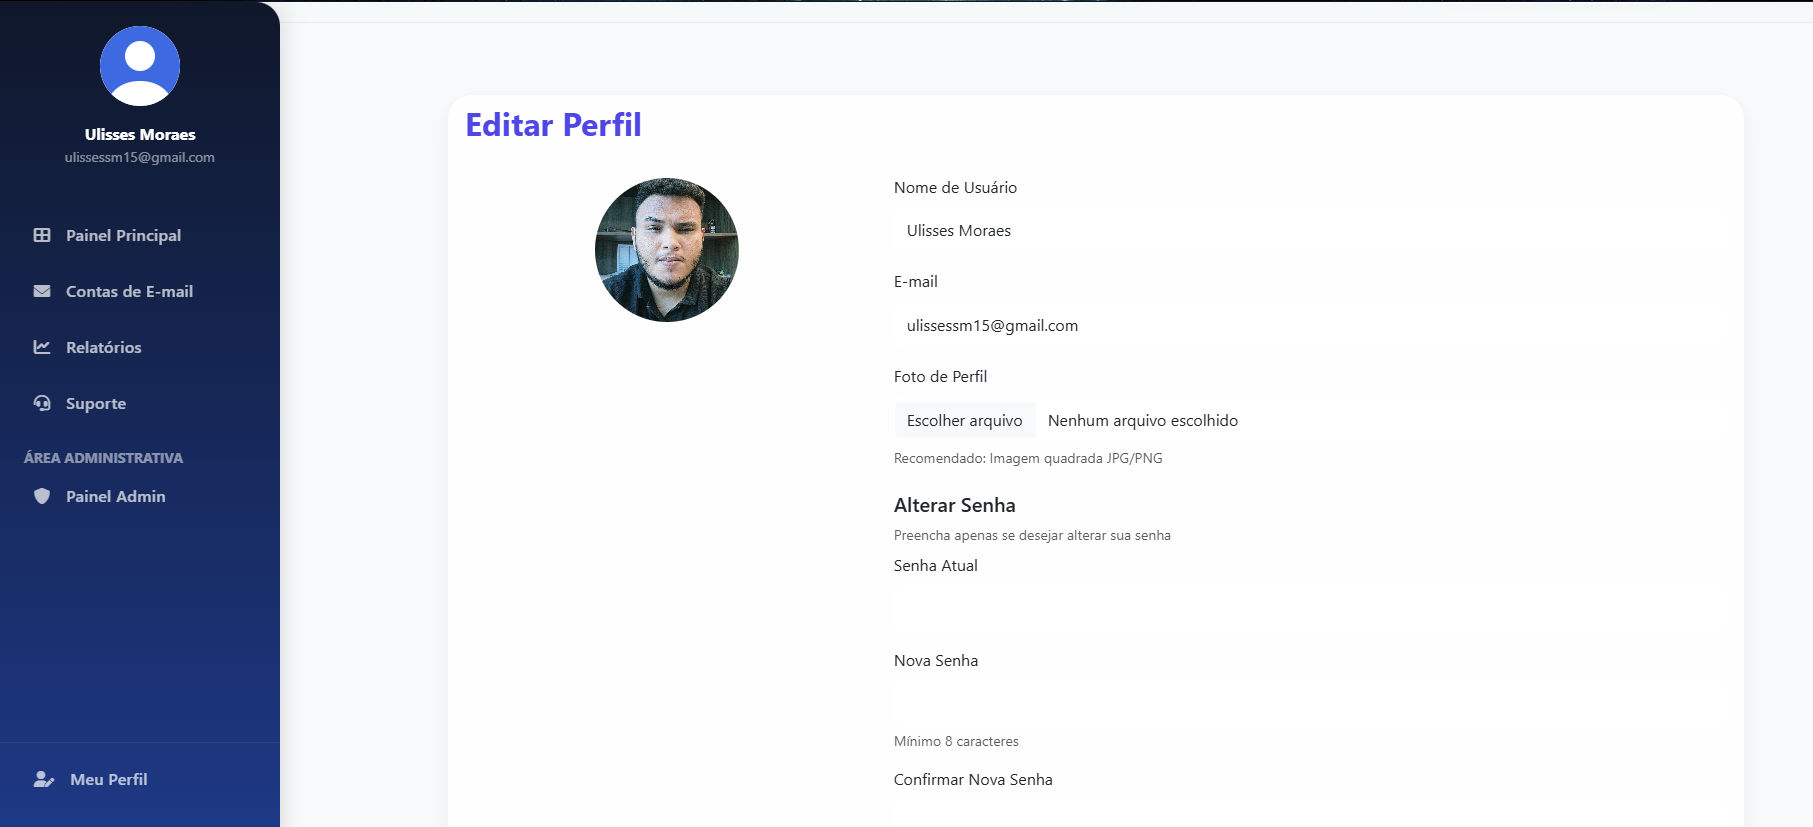 Ulisses Moraes
ulissessm15@gmail.com
Painel Principal
Contas de E-mail
Relatórios
Suporte
ÁREA ADMINISTRATIVA
Painel Admin
Meu Perfil
Editar Perfil
Nome de Usuário
Ulisses Moraes
E-mail
ulissessm15@gmail.com
Foto de Perfil
Escolher arquivo Nenhum arquivo escolhido
Recomendado: Imagem quadrada JPG/PNG
Alterar Senha
Preencha apenas se desejar alterar sua senha
Senha Atual
Nova Senha
Mínimo 8 caracteres
Confirmar Nova Senha